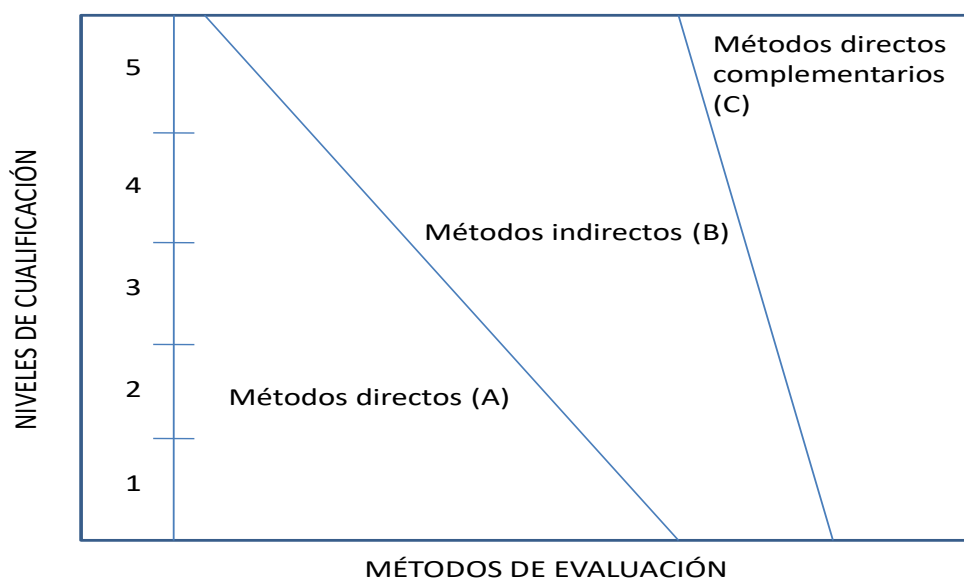 NIVELES DE CUALIFICACIÓN
5
4
3
2
1
Métodos directos
complementarios
(C)
Métodos indirectos (B)
Métodos directos (A)
MÉTODOS DE EVALUACIÓN